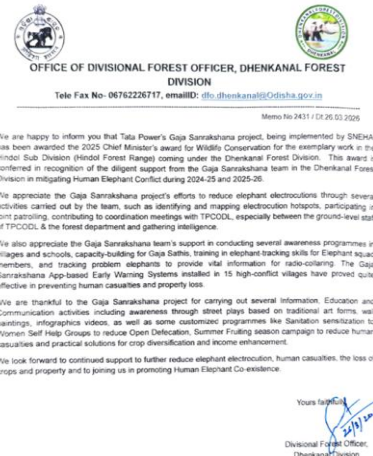 OFFICE OF DIVISIONAL FOREST OFFICER, DHENKANAL FOREST
DIVISION
Tele Fax No- 06762226717, emailID: dfo.dhenkanal@Odisha.gov.in
Memo No 2431 / Dt.26.03.2026
We are happy to inform you that Tata Power's Gaja Sanrakshana project, being implemented by SNEHA
has been awarded the 2025 Chief Minister's award for Wildlife Conservation for the exemplary work in the
Hindol Sub Division (Hindol Forest Range) coming under the Dhenkanal Forest Division. This award is
conferred in recognition of the diligent support from the Gaja Sanrakshana team in the Dhenkanal Forest
Division in mitigating Human Elephant Conflict during 2024-25 and 2025-26.
We appreciate the Gaja Sanrakshana project's efforts to reduce elephant electrocutions through several
activities carried out by the team, such as identifying and mapping electrocution hotspots, participating in
joint patrolling, contributing to coordination meetings with TPCODL, especially between the ground-level staff
of TPCODL & the forest department and gathering intelligence.
We also appreciate the Gaja Sanrakshana team's support in conducting several awareness programmes in
villages and schools, capacity-building for Gaja Sathis, training in elephant-tracking skills for Elephant squad
members, and tracking problem elephants to provide vital information for radio-collaring. The Gaja
Sanrakshana App-based Early Warning Systems installed in 15 high-conflict villages have proved quite
effective in preventing human casualties and property loss.
We are thankful to the Gaja Sanrakshana project for carrying out several Information, Education and
Communication activities including awareness through street plays based on traditional art forms, wall
paintings, infographics videos, as well as some customized programmes like Sanitation sensitization to
Women Self Help Groups to reduce Open Defecation, Summer Fruiting season campaign to reduce human
casualties and practical solutions for crop diversification and income enhancement.
We look forward to continued support to further reduce elephant electrocution, human casualties, the loss of
crops and property and to joining us in promoting Human Elephant Co-existence.
Yours faithfully
Divisional Forest Officer,
Dhenkanal Division